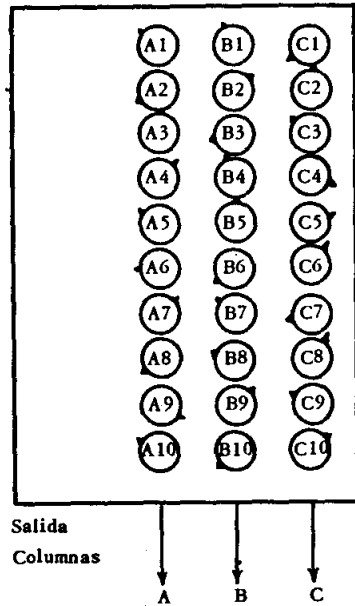 A1 B1 C1
A2 B2 C2
A3 B3 C3
A4 B4 C4
A5 B5 C5
A6 B6 C6
A7 B7 C7
A8 B8 C8
A9 B9 C9
A10 B10 C10
Salida
Columnas
A B C